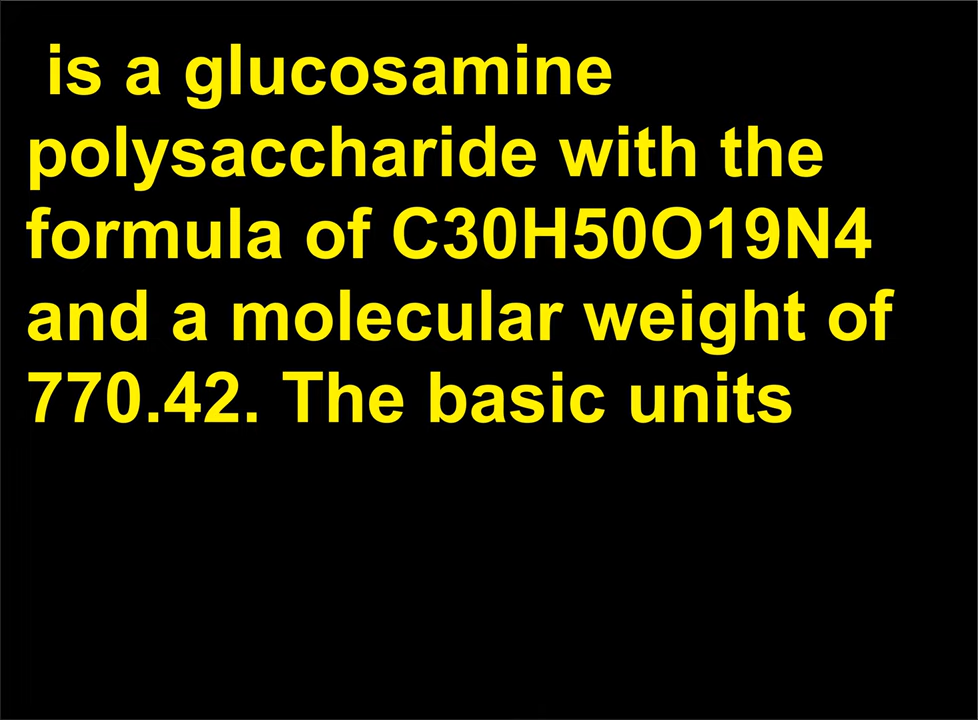 is a glucosamine
polysaccharide with the
formula of C30H50O19N4
and a molecular weight of
770.42. The basic units